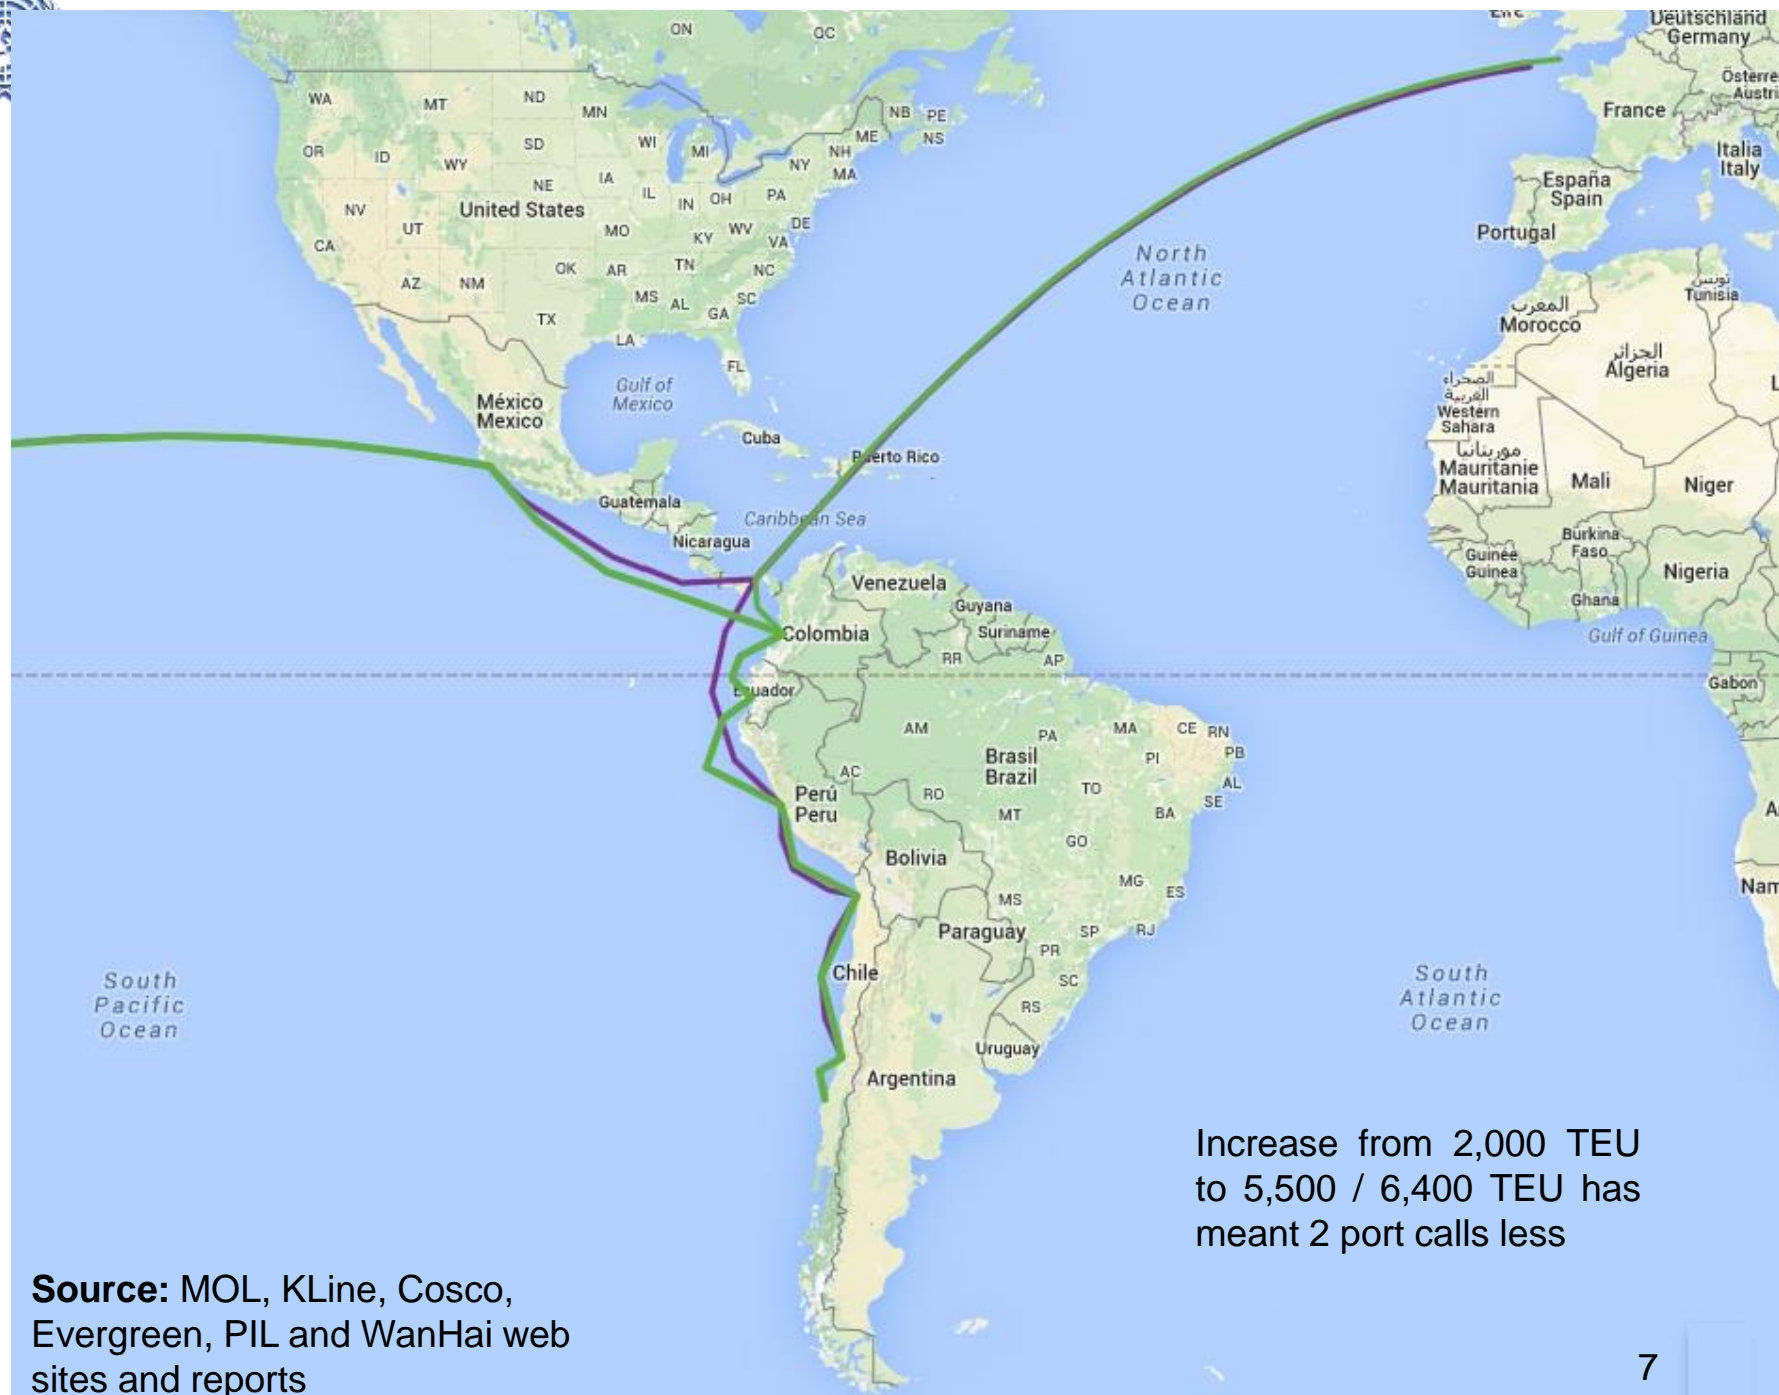 ON
QC
Deutschland
Germany
Österre
Austri
WA
MT
ND
MN
NB
PE
France
OR
ID
WY
SD
WI
MI
ME
NS
NH
NY
MA
Italia
Italy
NE
IA
IL
IN
OH
PA
España
Spain
NV
United States
UT
MO
KY
WV
DE
VA
Portugal
CA
OK
AR
TN
NC
North
Atlantic
Ocean
AZ
NM
MS
AL
SC
GA
تونس
Tunisia
المغرب
Morocco
TX
LA
الجزائر
Algeria
FL
Gulf of
Mexico
México
Mexico
الصحراء
الغربية
Western
Sahara
L
Cuba
Puerto Rico
موريتانيا
Mauritanie
Mauritania
Mali
Niger
Guatemala
Caribbean Sea
Nicaragua
Burkina
Faso
Guinée
Guinea
Nigeria
Venezuela
Guyana
Ghana
Colombia
Suriname
Gulf of Guinea
RR
AP
Ecuador
Gabon
AM
PA
MA
CE
RN
PB
Brasil
Brazil
PI
AC
TO
AL
Perú
Peru
RO
SE
MT
BA
A
GO
Bolivia
MG
ES
Nam
MS
Paraguay
SP
RJ
PR
Chile
SC
South
Pacific
Ocean
South
Atlantic
Ocean
RS
Uruguay
Argentina
Increase from 2,000 TEU
to 5,500 / 6,400 TEU has
meant 2 port calls less
Source: MOL, KLine, Cosco,
Evergreen, PIL and WanHai web
sites and reports
7